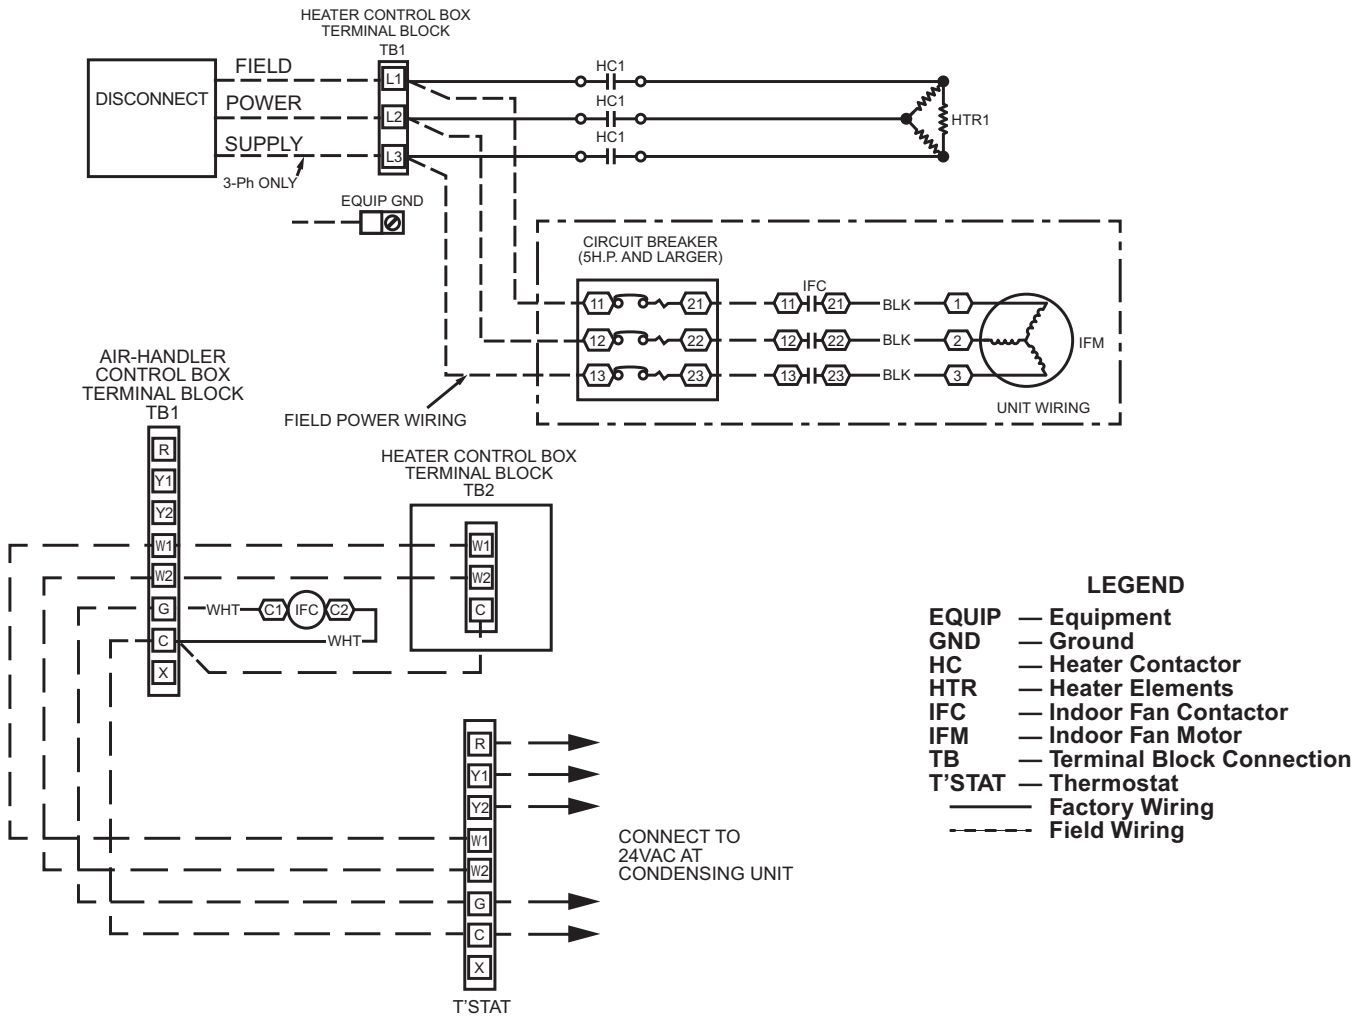 HEATER CONTROL BOX
TERMINAL BLOCK
TB1
DISCONNECT
FIELD
POWER
SUPPLY
3-Ph ONLY
L1
L2
L3
HC1
HC1
HC1
HTR1
EQUIP GND
CIRCUIT BREAKER
(5H.P. AND LARGER)
IFC
11 21 11 21 BLK 1
12 22 12 22 BLK 2
13 23 13 23 BLK 3
IFM
UNIT WIRING
FIELD POWER WIRING
AIR-HANDLER
CONTROL BOX
TERMINAL BLOCK
TB1
R
Y1
Y2
W1
W2
G
C
X
WHT C1 IFC C2
WHT
HEATER CONTROL BOX
TERMINAL BLOCK
TB2
W1
W2
C
R
Y1
Y2
W1
W2
G
C
X
T'STAT
CONNECT TO
24VAC AT
CONDENSING UNIT
LEGEND
EQUIP — Equipment
GND — Ground
HC — Heater Contactor
HTR — Heater Elements
IFC — Indoor Fan Contactor
IFM — Indoor Fan Motor
TB — Terminal Block Connection
T'STAT — Thermostat
Factory Wiring
Field Wiring